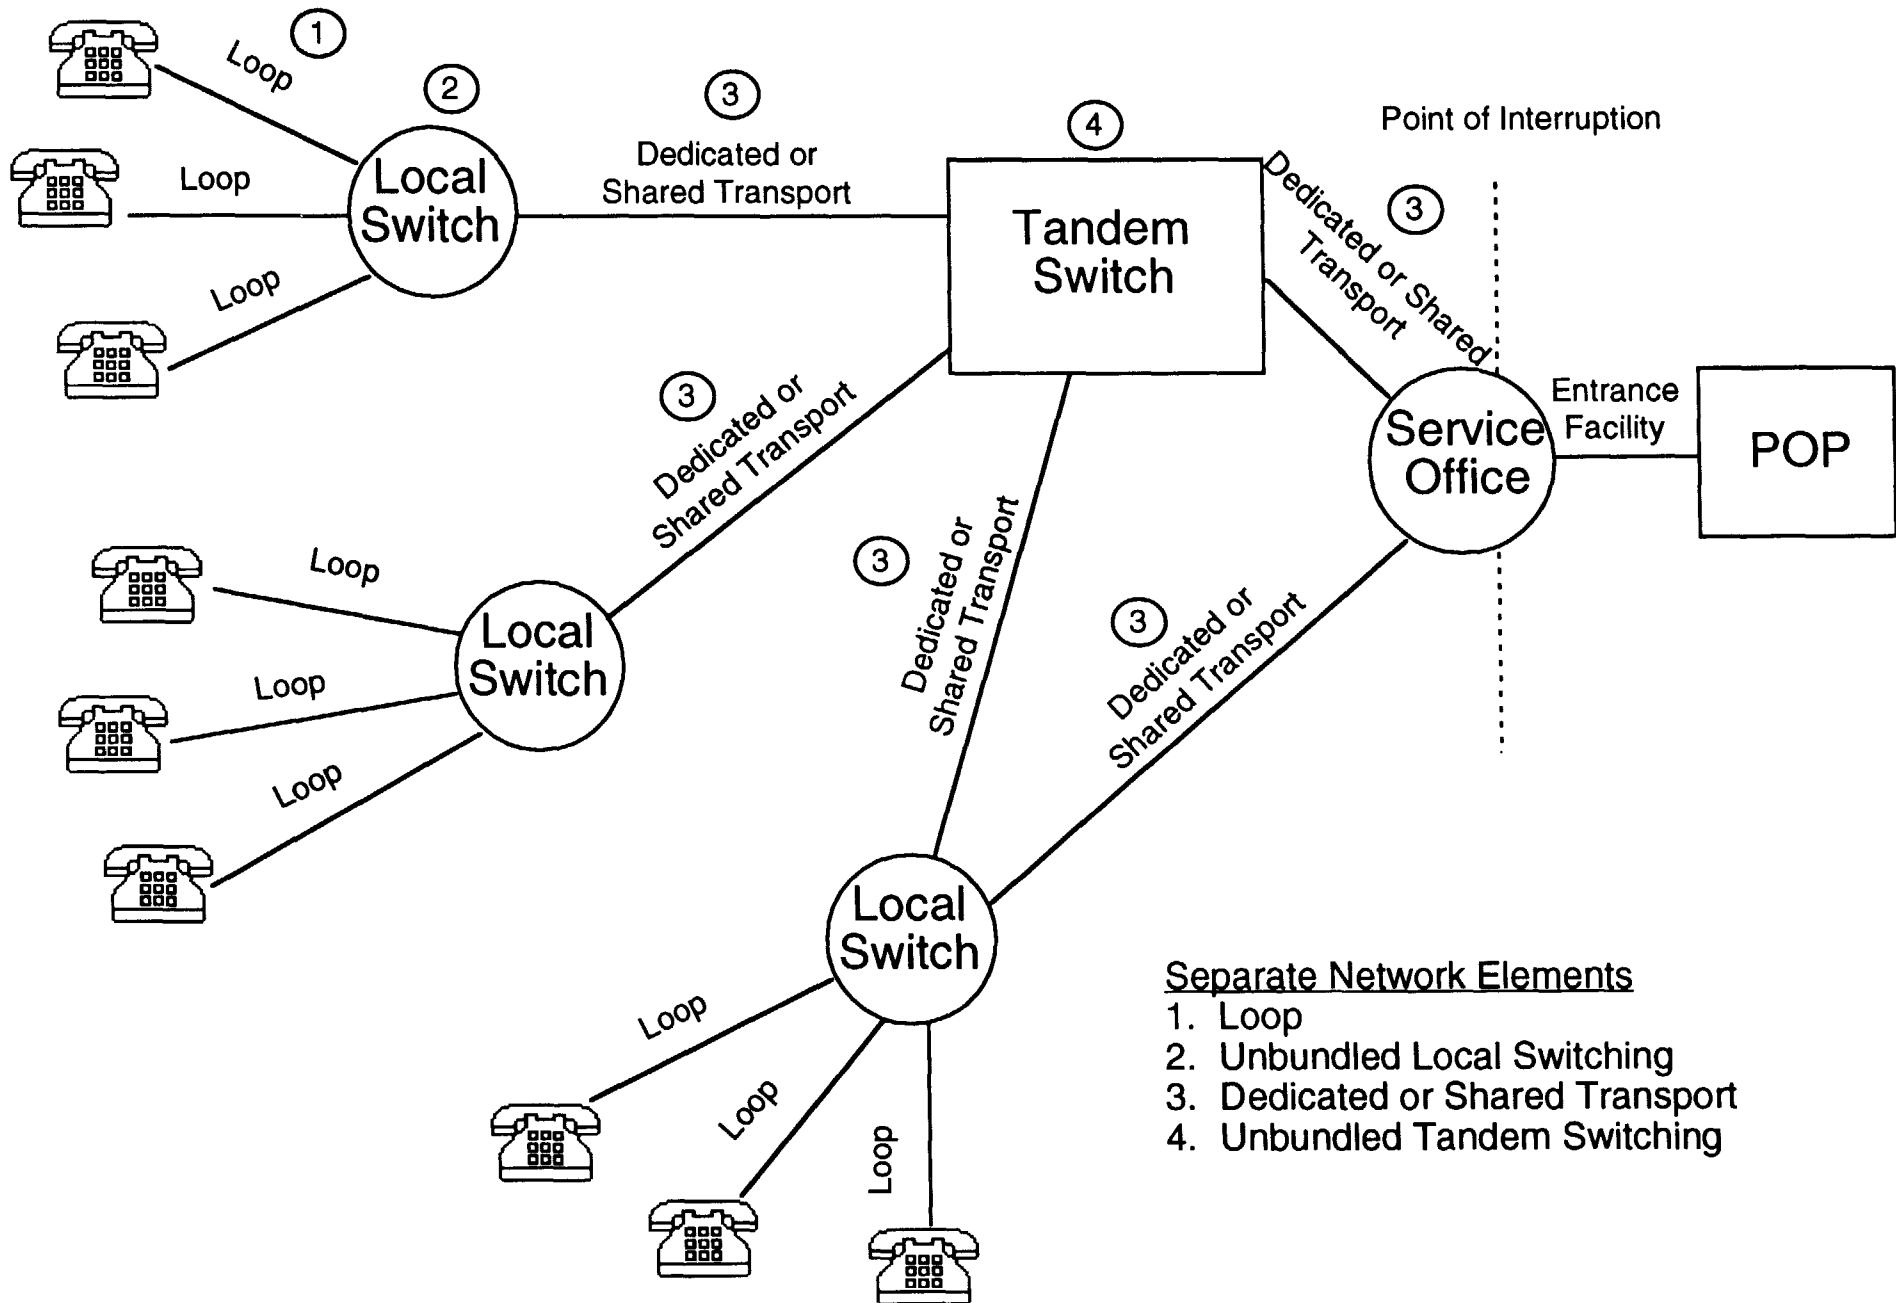 1
Loop
2
3
Dedicated or
Shared Transport
4
Point of Interruption
Loop
Local
Switch
Tandem
Switch
3
Dedicated or Shared
Transport
Loop
3
Dedicated or
Shared Transport
Entrance
Facility
Service
Office
POP
Loop
Local
Switch
Loop
Loop
3
Dedicated or
Shared Transport
3
Dedicated or
Shared Transport
Local
Switch
Loop
Loop
Loop
Separate Network Elements
1. Loop
2. Unbundled Local Switching
3. Dedicated or Shared Transport
4. Unbundled Tandem Switching